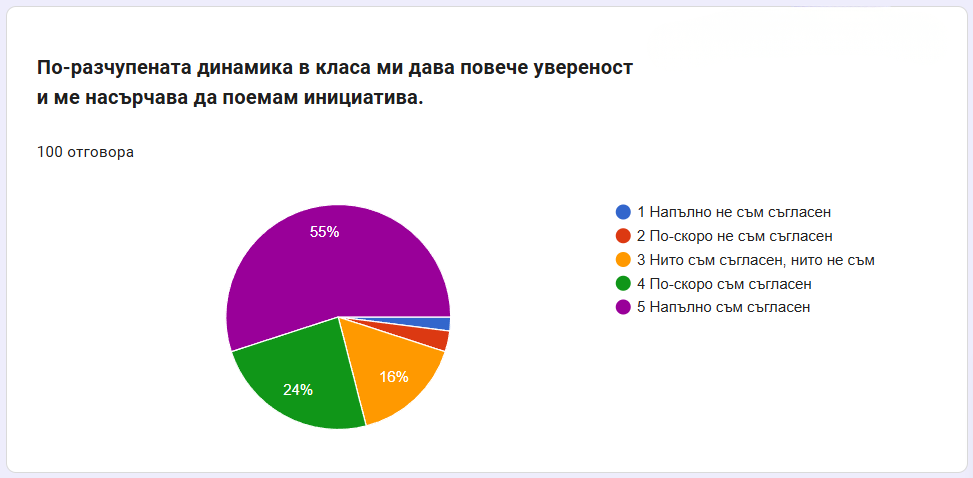 По-разчупената динамика в класа ми дава повече увереност
и ме насърчава да поемам инициатива.
100 отговора
55%
24%
16%
1 Напълно не съм съгласен
2 По-скоро не съм съгласен
3 Нито съм съгласен, нито не съм
4 По-скоро съм съгласен
5 Напълно съм съгласен